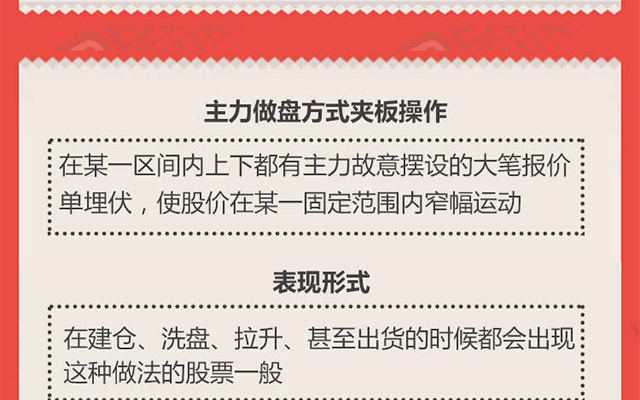 主力做盘方式夹板操作
在某一区间内上下都有主力故意摆设的大笔报价
单埋伏，使股价在某一固定范围内窄幅运动
表现形式
在建仓、洗盘、拉升、甚至出货的时候都会出现
这种做法的股票一般